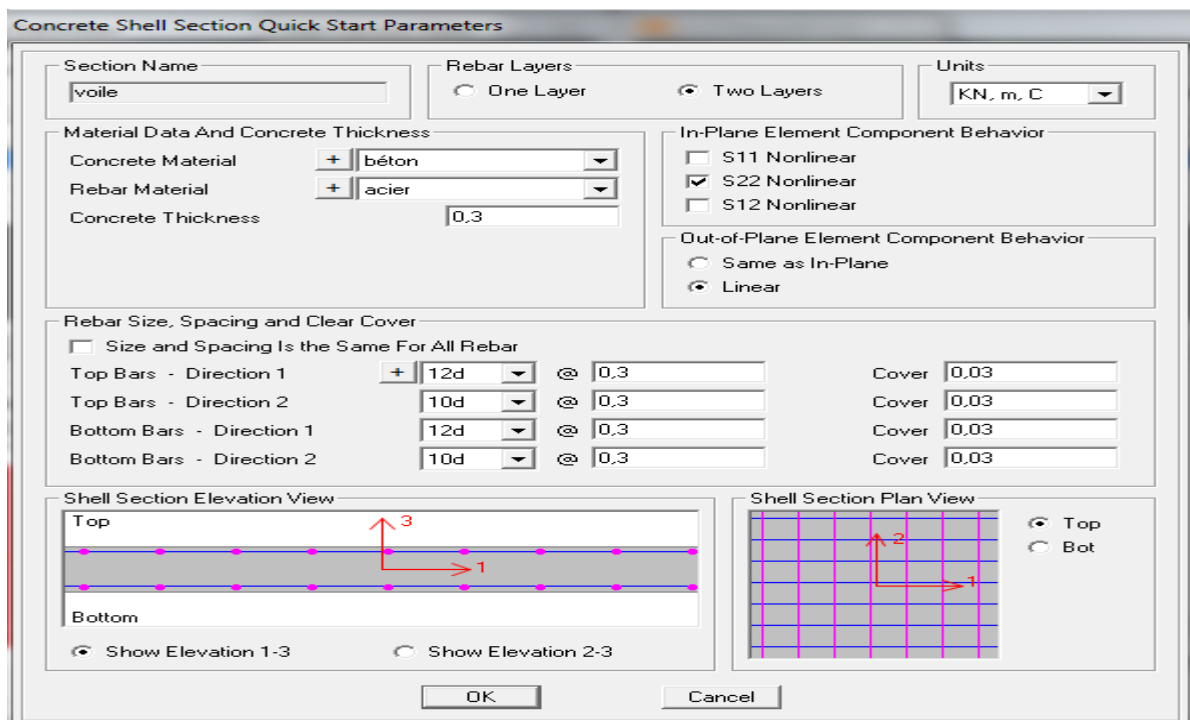 Concrete Shell Section Quick Start Parameters
Section Name
voile
Rebar Layers
One Layer Two Layers
Units
KN, m, C
Material Data And Concrete Thickness
Concrete Material + béton
Rebar Material + acier
Concrete Thickness 0,3
In-Plane Element Component Behavior
S11 Nonlinear
S22 Nonlinear
S12 Nonlinear
Out-of-Plane Element Component Behavior
Same as In-Plane
Linear
Rebar Size, Spacing and Clear Cover
Size and Spacing Is the Same For All Rebar
Top Bars - Direction 1 + 12d @ 0,3 Cover 0,03
Top Bars - Direction 2 10d @ 0,3 Cover 0,03
Bottom Bars - Direction 1 12d @ 0,3 Cover 0,03
Bottom Bars - Direction 2 10d @ 0,3 Cover 0,03
Shell Section Elevation View
Top
3
1
Bottom
Show Elevation 1-3 Show Elevation 2-3
Shell Section Plan View
2
1
Top
Bot
OK Cancel